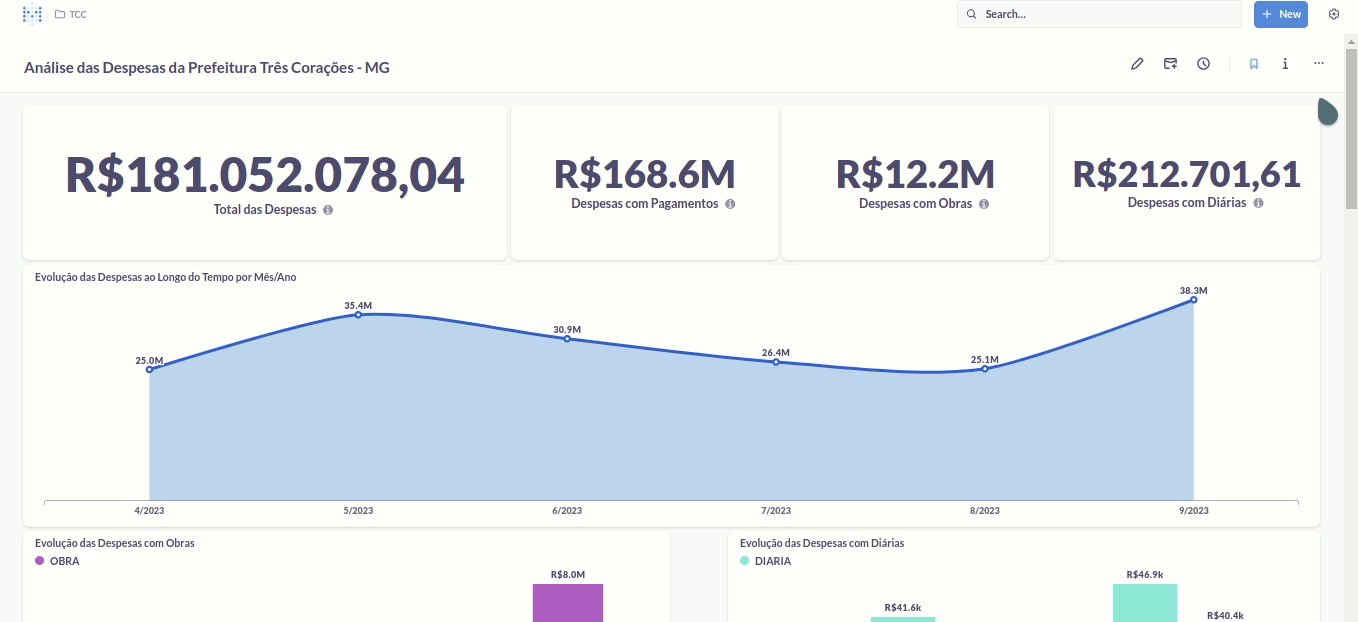 TCC
Search...
+ New
Análise das Despesas da Prefeitura Três Corações - MG
R$181.052.078,04
Total das Despesas
R$168.6M
Despesas com Pagamentos
R$12.2M
Despesas com Obras
R$212.701,61
Despesas com Diárias
Evolução das Despesas ao Longo do Tempo por Mês/Ano
25.0M
35.4M
30.9M
26.4M
25.1M
38.3M
4/2023
5/2023
6/2023
7/2023
8/2023
9/2023
Evolução das Despesas com Obras
OBRA
R$8.0M
Evolução das Despesas com Diárias
DIARIA
R$41.6k
R$46.9k
R$40.4k